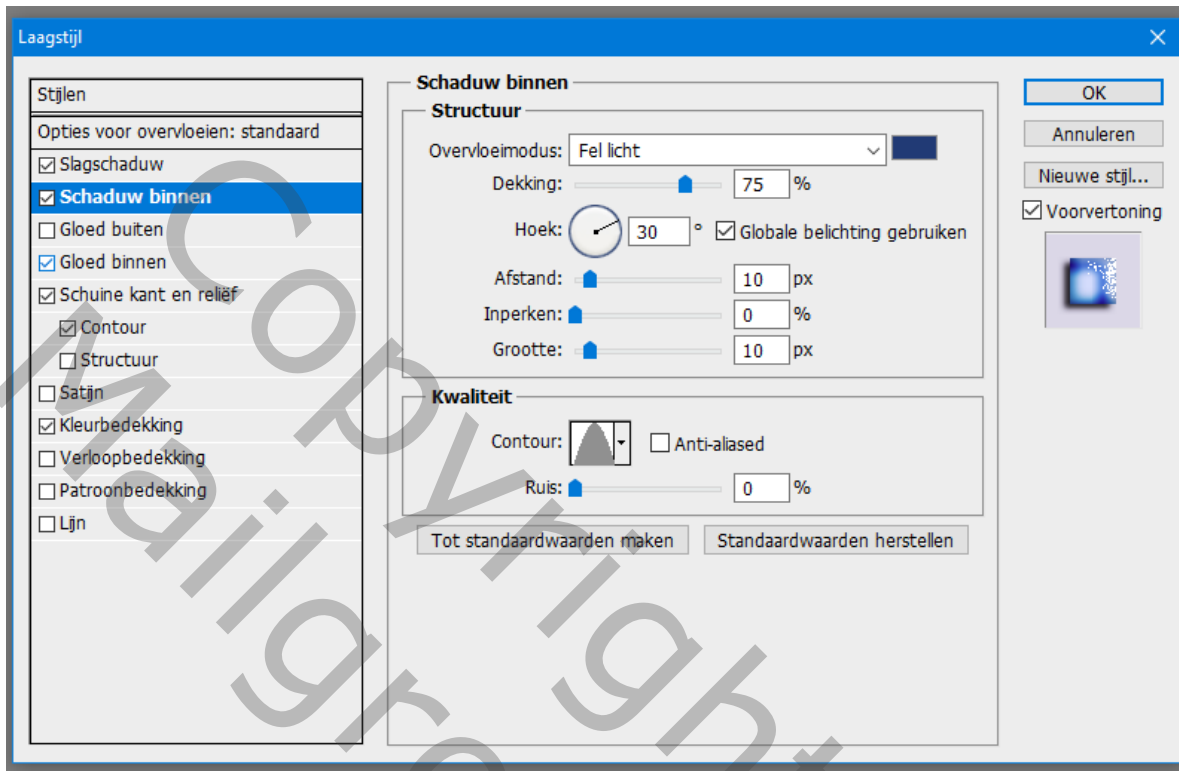 Laagstijl
Stijlen
Opties voor overvloeien: standaard
Slagschaduw
Schaduw binnen
Gloed buiten
Gloed binnen
Schuine kant en reliëf
Contour
Structuur
Satijn
Kleurbedekking
Verloopbedekking
Patroonbedekking
Lijn
Schaduw binnen
Structuur
Overvloeimodus: Fel licht
Dekking: 75 %
Hoek: 30 ° Globale belichting gebruiken
Afstand: 10 px
Inperken: 0 %
Grootte: 10 px
Kwaliteit
Contour: Anti-aliased
Ruis: 0 %
Tot standaardwaarden maken Standaardwaarden herstellen
OK
Annuleren
Nieuwe stijl...
Voorvertoning
Copyright